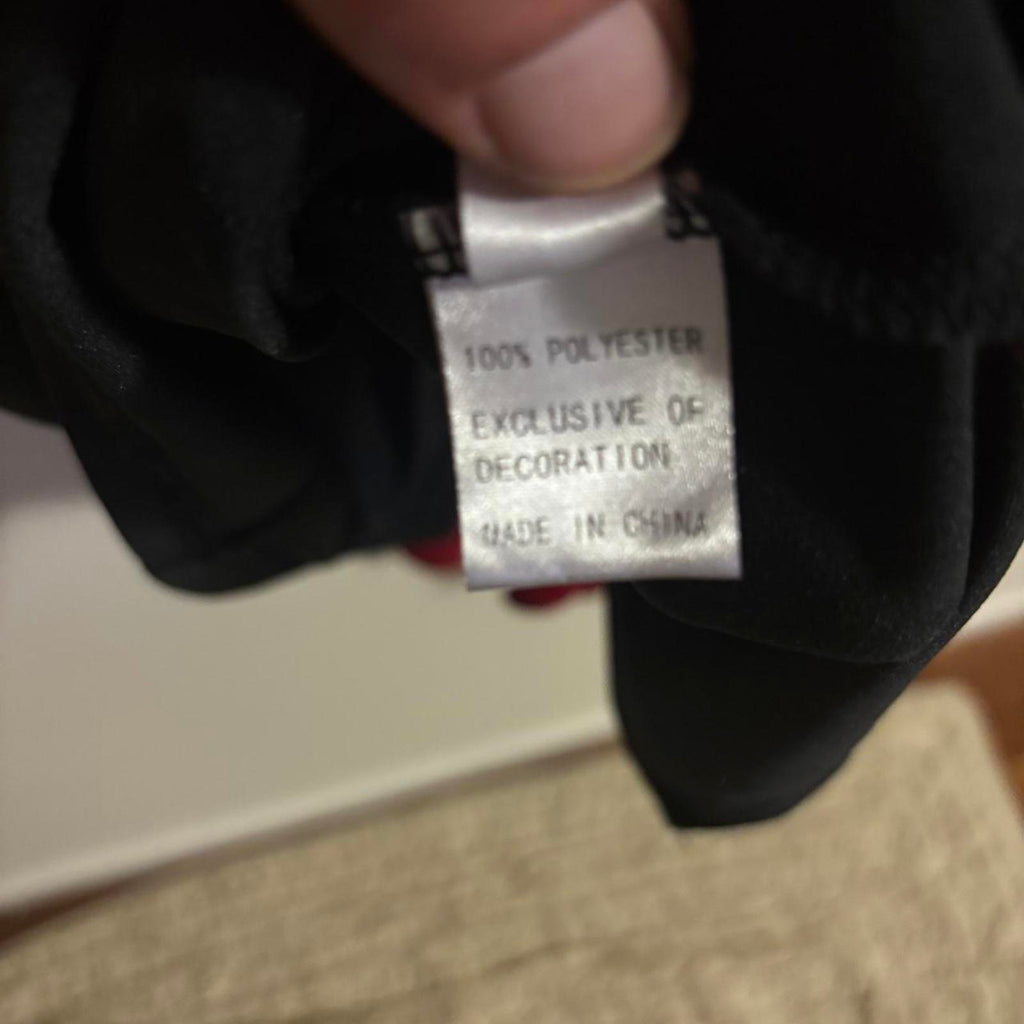 100% POLYESTER
EXCLUSIVE OF
DECORATION
MADE IN CHINA